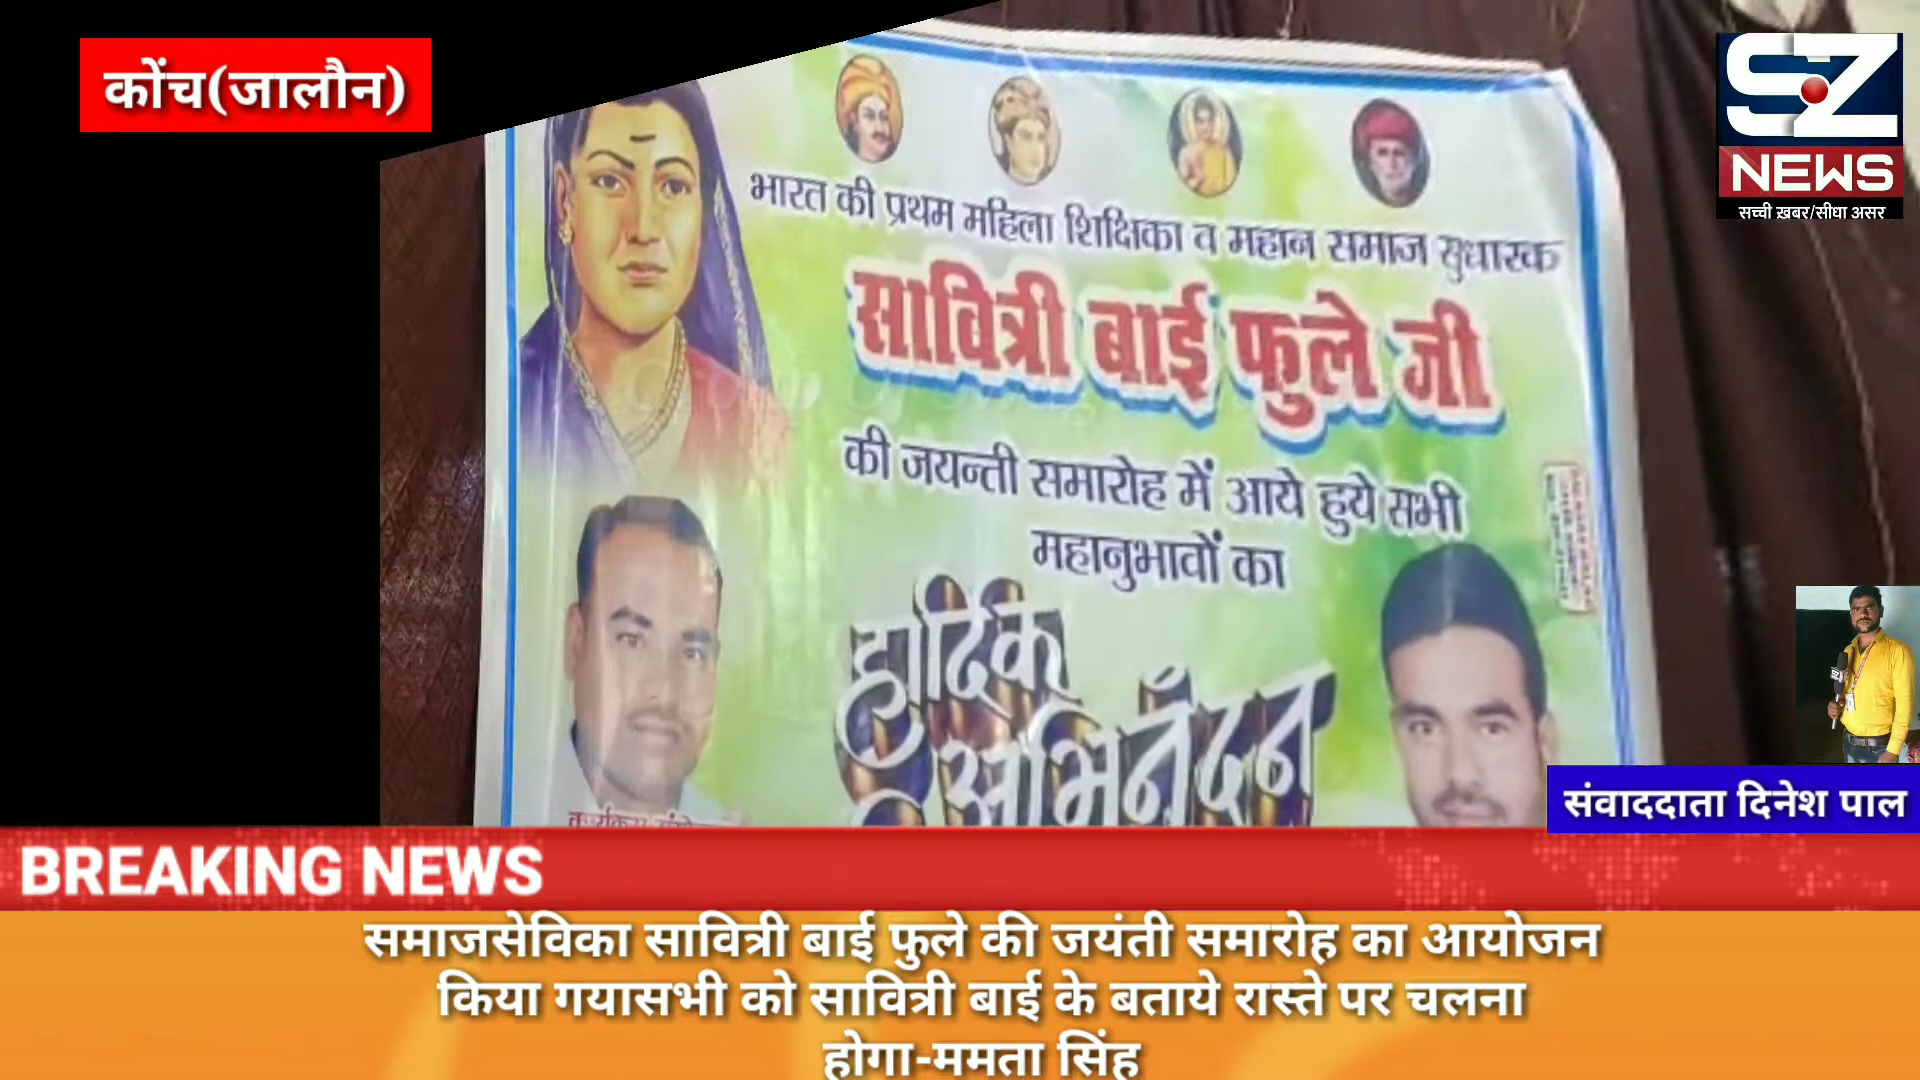 कोंच(जालौन)
SZ
NEWS
सच्ची ख़बर/सीधा असर
भारत की प्रथम महिला शिक्षिका व महान समाज सुधारक
सावित्री बाई फुले जी
की जयन्ती समारोह में आये हुये सभी
महानुभावों का
हार्दिक
अभिनंदन
संवाददाता दिनेश पाल
BREAKING NEWS
समाजसेविका सावित्री बाई फुले की जयंती समारोह का आयोजन
किया गयासभी को सावित्री बाई के बताये रास्ते पर चलना
होगा-ममता सिंह